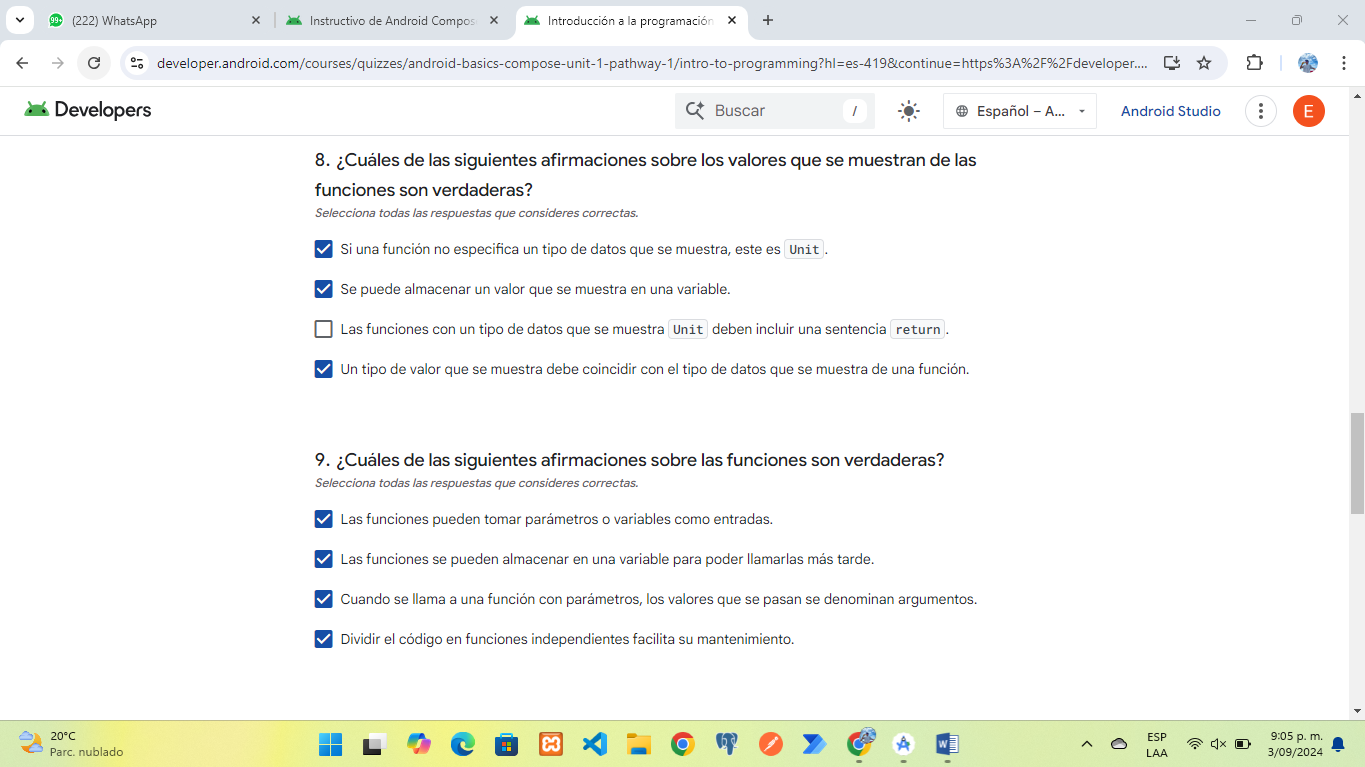 (222) WhatsApp
Instructivo de Android Compose
Introducción a la programación
developer.android.com/courses/quizzes/android-basics-compose-unit-1-pathway-1/intro-to-programming?hl=es-419&continue=https%3A%2F%2Fdeveloper....
Developers
Buscar
/
Español – A...
Android Studio
E
8. ¿Cuáles de las siguientes afirmaciones sobre los valores que se muestran de las
funciones son verdaderas?
Selecciona todas las respuestas que consideres correctas.
Si una función no especifica un tipo de datos que se muestra, este es Unit.
Se puede almacenar un valor que se muestra en una variable.
Las funciones con un tipo de datos que se muestra Unit deben incluir una sentencia return.
Un tipo de valor que se muestra debe coincidir con el tipo de datos que se muestra de una función.
9. ¿Cuáles de las siguientes afirmaciones sobre las funciones son verdaderas?
Selecciona todas las respuestas que consideres correctas.
Las funciones pueden tomar parámetros o variables como entradas.
Las funciones se pueden almacenar en una variable para poder llamarlas más tarde.
Cuando se llama a una función con parámetros, los valores que se pasan se denominan argumentos.
Dividir el código en funciones independientes facilita su mantenimiento.
20°C
Parc. nublado
ESP
LAA
9:05 p. m.
3/09/2024